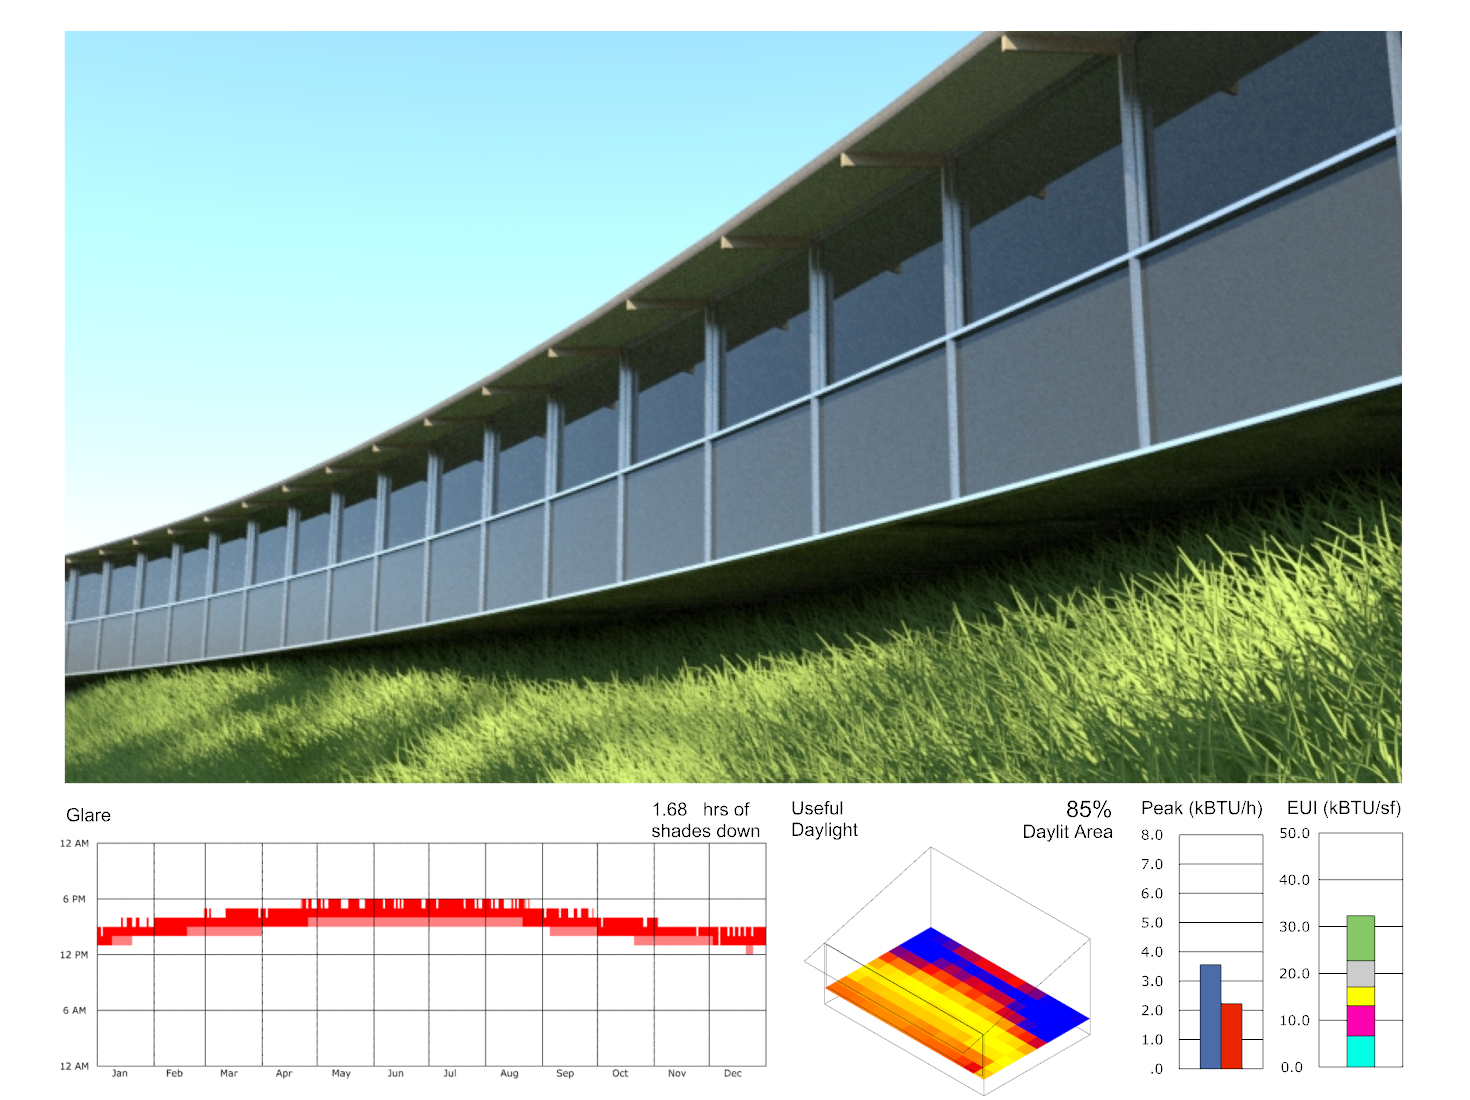 Glare
1.68 hrs of
shades down
12 AM
6 PM
12 PM
6 AM
12 AM
Jan Feb Mar Apr May Jun Jul Aug Sep Oct Nov Dec
Useful
Daylight
85%
Daylit Area
Peak (kBTU/h)
8.0
7.0
6.0
5.0
4.0
3.0
2.0
1.0
.0
EUI (kBTU/sf)
50.0
40.0
30.0
20.0
10.0
0.0